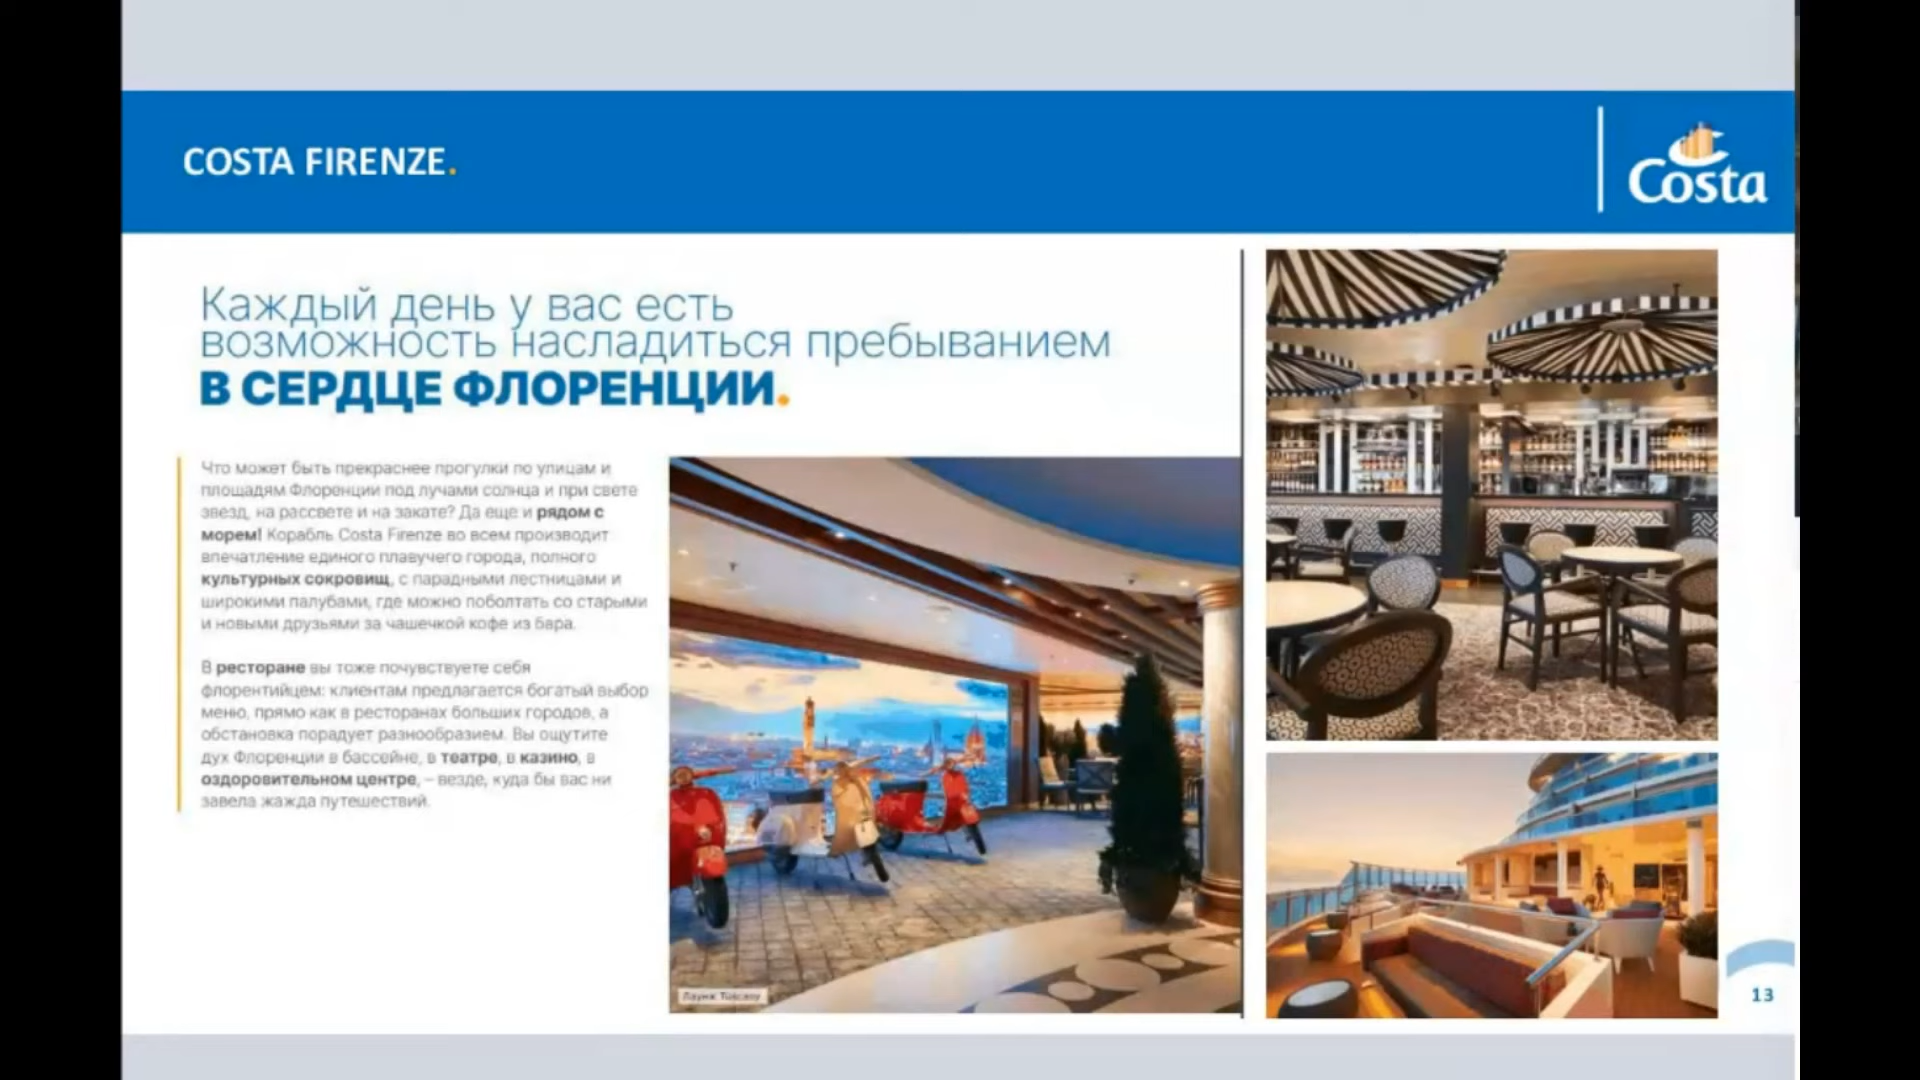 COSTA FIRENZE.
Costa
Каждый день у вас есть
возможность насладиться пребыванием
В СЕРДЦЕ ФЛОРЕНЦИИ.
Что может быть прекраснее прогулки по улицам и
площадям Флоренции под лучами солнца и при свете
звезд, на рассвете и на закате? Да еще и рядом с
морем! Корабль Costa Firenze во всем производит
впечатление единого плавучего города, полного
культурных сокровищ, с парадными лестницами и
широкими палубами, где можно поболтать со старыми
и новыми друзьями за чашечкой кофе из бара.
В ресторане вы тоже почувствуете себя
флорентийцем: клиентам предлагается богатый выбор
меню, прямо как в ресторанах больших городов, а
обстановка порадует разнообразием. Вы ощутите
дух Флоренции в бассейне, в театре, в казино, в
оздоровительном центре, – везде, куда бы вас ни
завела жажда путешествий.
Лаунж Tuscany
13